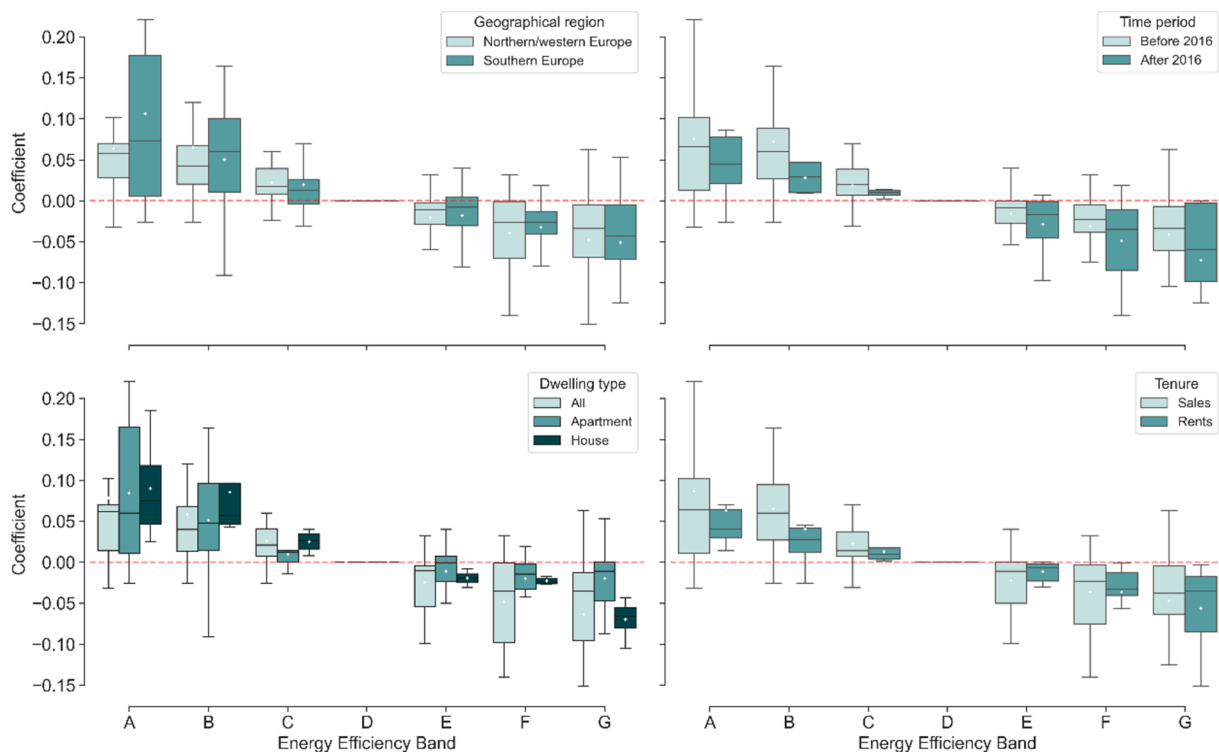 Geographical region
Northern/western Europe
Southern Europe
0.20
0.15
0.10
0.05
0.00
−0.05
−0.10
−0.15
Coefficient
Time period
Before 2016
After 2016
Dwelling type
All
Apartment
House
0.20
0.15
0.10
0.05
0.00
−0.05
−0.10
−0.15
Coefficient
A B C D E F G
Energy Efficiency Band
Tenure
Sales
Rents
A B C D E F G
Energy Efficiency Band